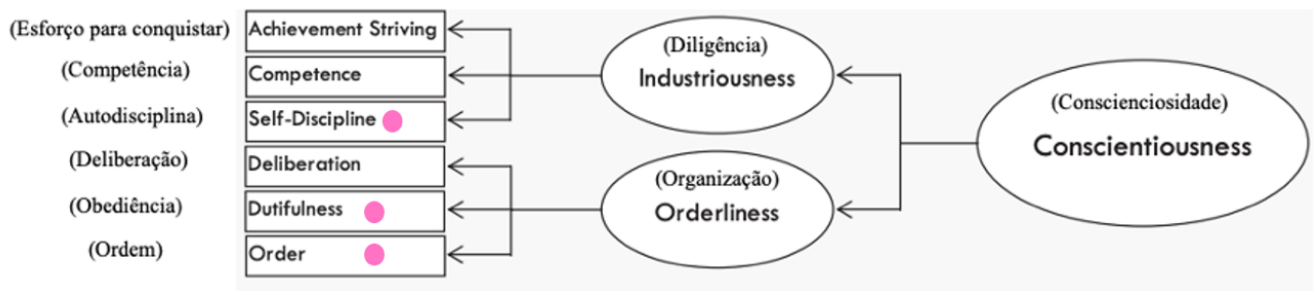 (Esforço para conquistar) Achievement Striving
(Competência) Competence
(Autodisciplina) Self-Discipline
(Deliberação) Deliberation
(Obediência) Dutifulness
(Ordem) Order
(Diligência)
Industriousness
(Organização)
Orderliness
(Conscienciosidade)
Conscientiousness